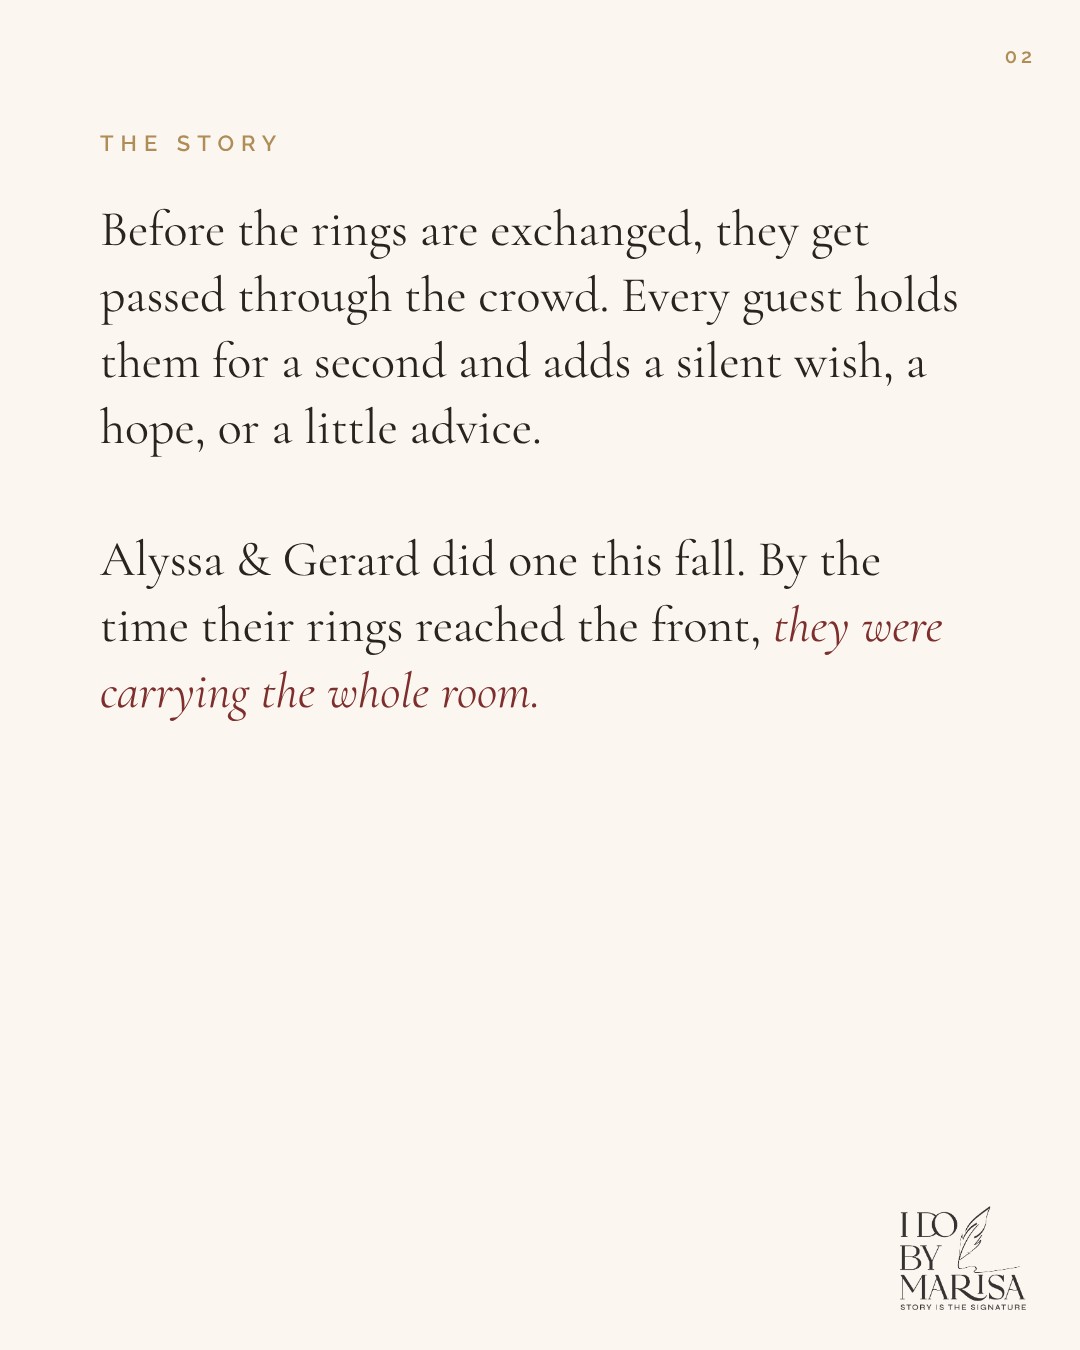 02
THE STORY
Before the rings are exchanged, they get
passed through the crowd. Every guest holds
them for a second and adds a silent wish, a
hope, or a little advice.
Alyssa & Gerard did one this fall. By the
time their rings reached the front, they were
carrying the whole room.
I DO
BY
MARISA
STORY IS THE SIGNATURE